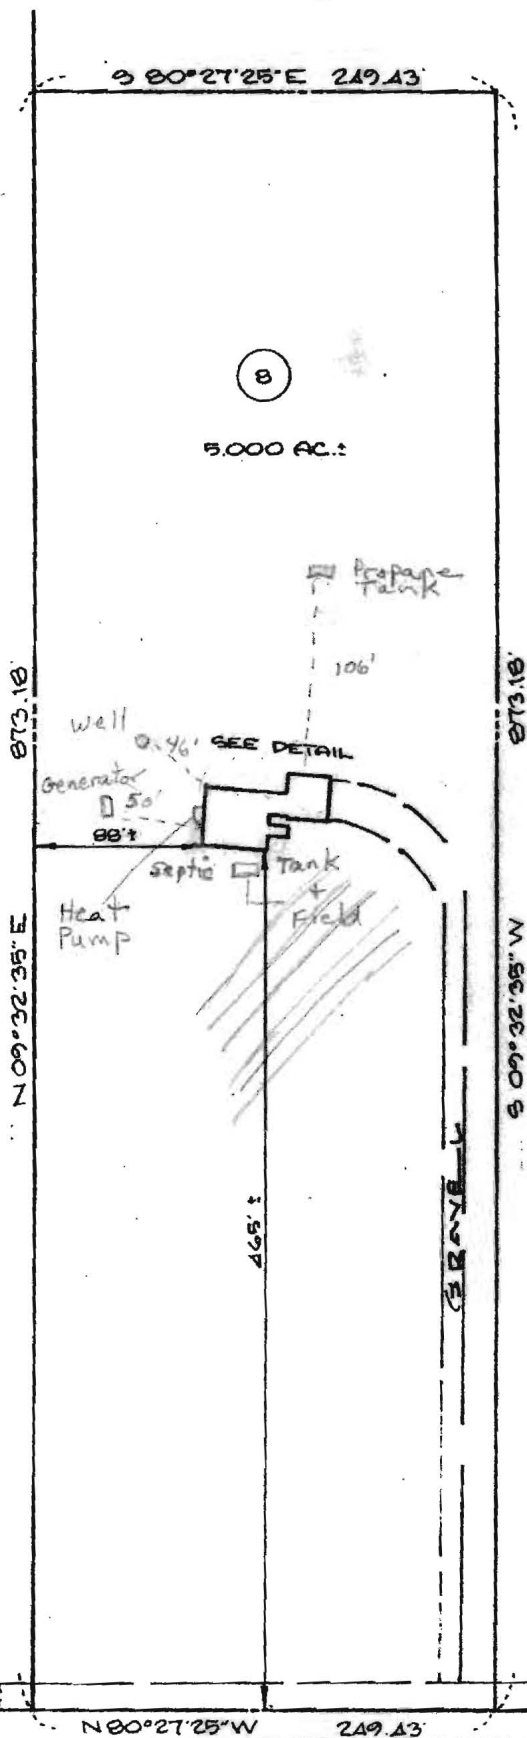 S 80°27'25"E 249.43'
8
5.000 AC.±
Propane
Tank
106'
873.18'
873.18'
Well
46'
SEE DETAIL
Generator
50'
88'±
Septic
Tank
+
Field
Heat
Pump
N 09°32'35"E
S 09°32'35"W
465'±
GRAVEL
N 80°27'25"W 249.43'